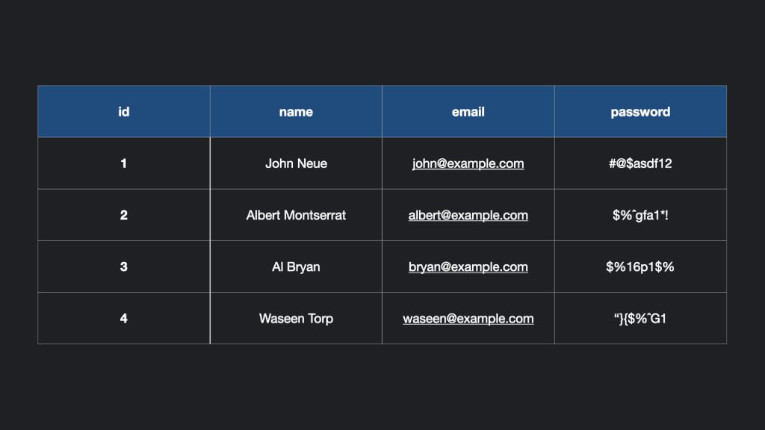 id name email password
1 John Neue john@example.com #@$asdf12
2 Albert Montserrat albert@example.com $%ˆgfa1*!
3 Al Bryan bryan@example.com $%16p1$%
4 Waseen Torp waseen@example.com “}{$%ˆG1